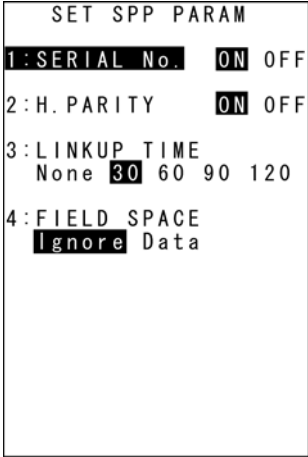 SET SPP PARAM
1:SERIAL No. ON OFF
2:H.PARITY ON OFF
3:LINKUP TIME
None 30 60 90 120
4:FIELD SPACE
Ignore Data